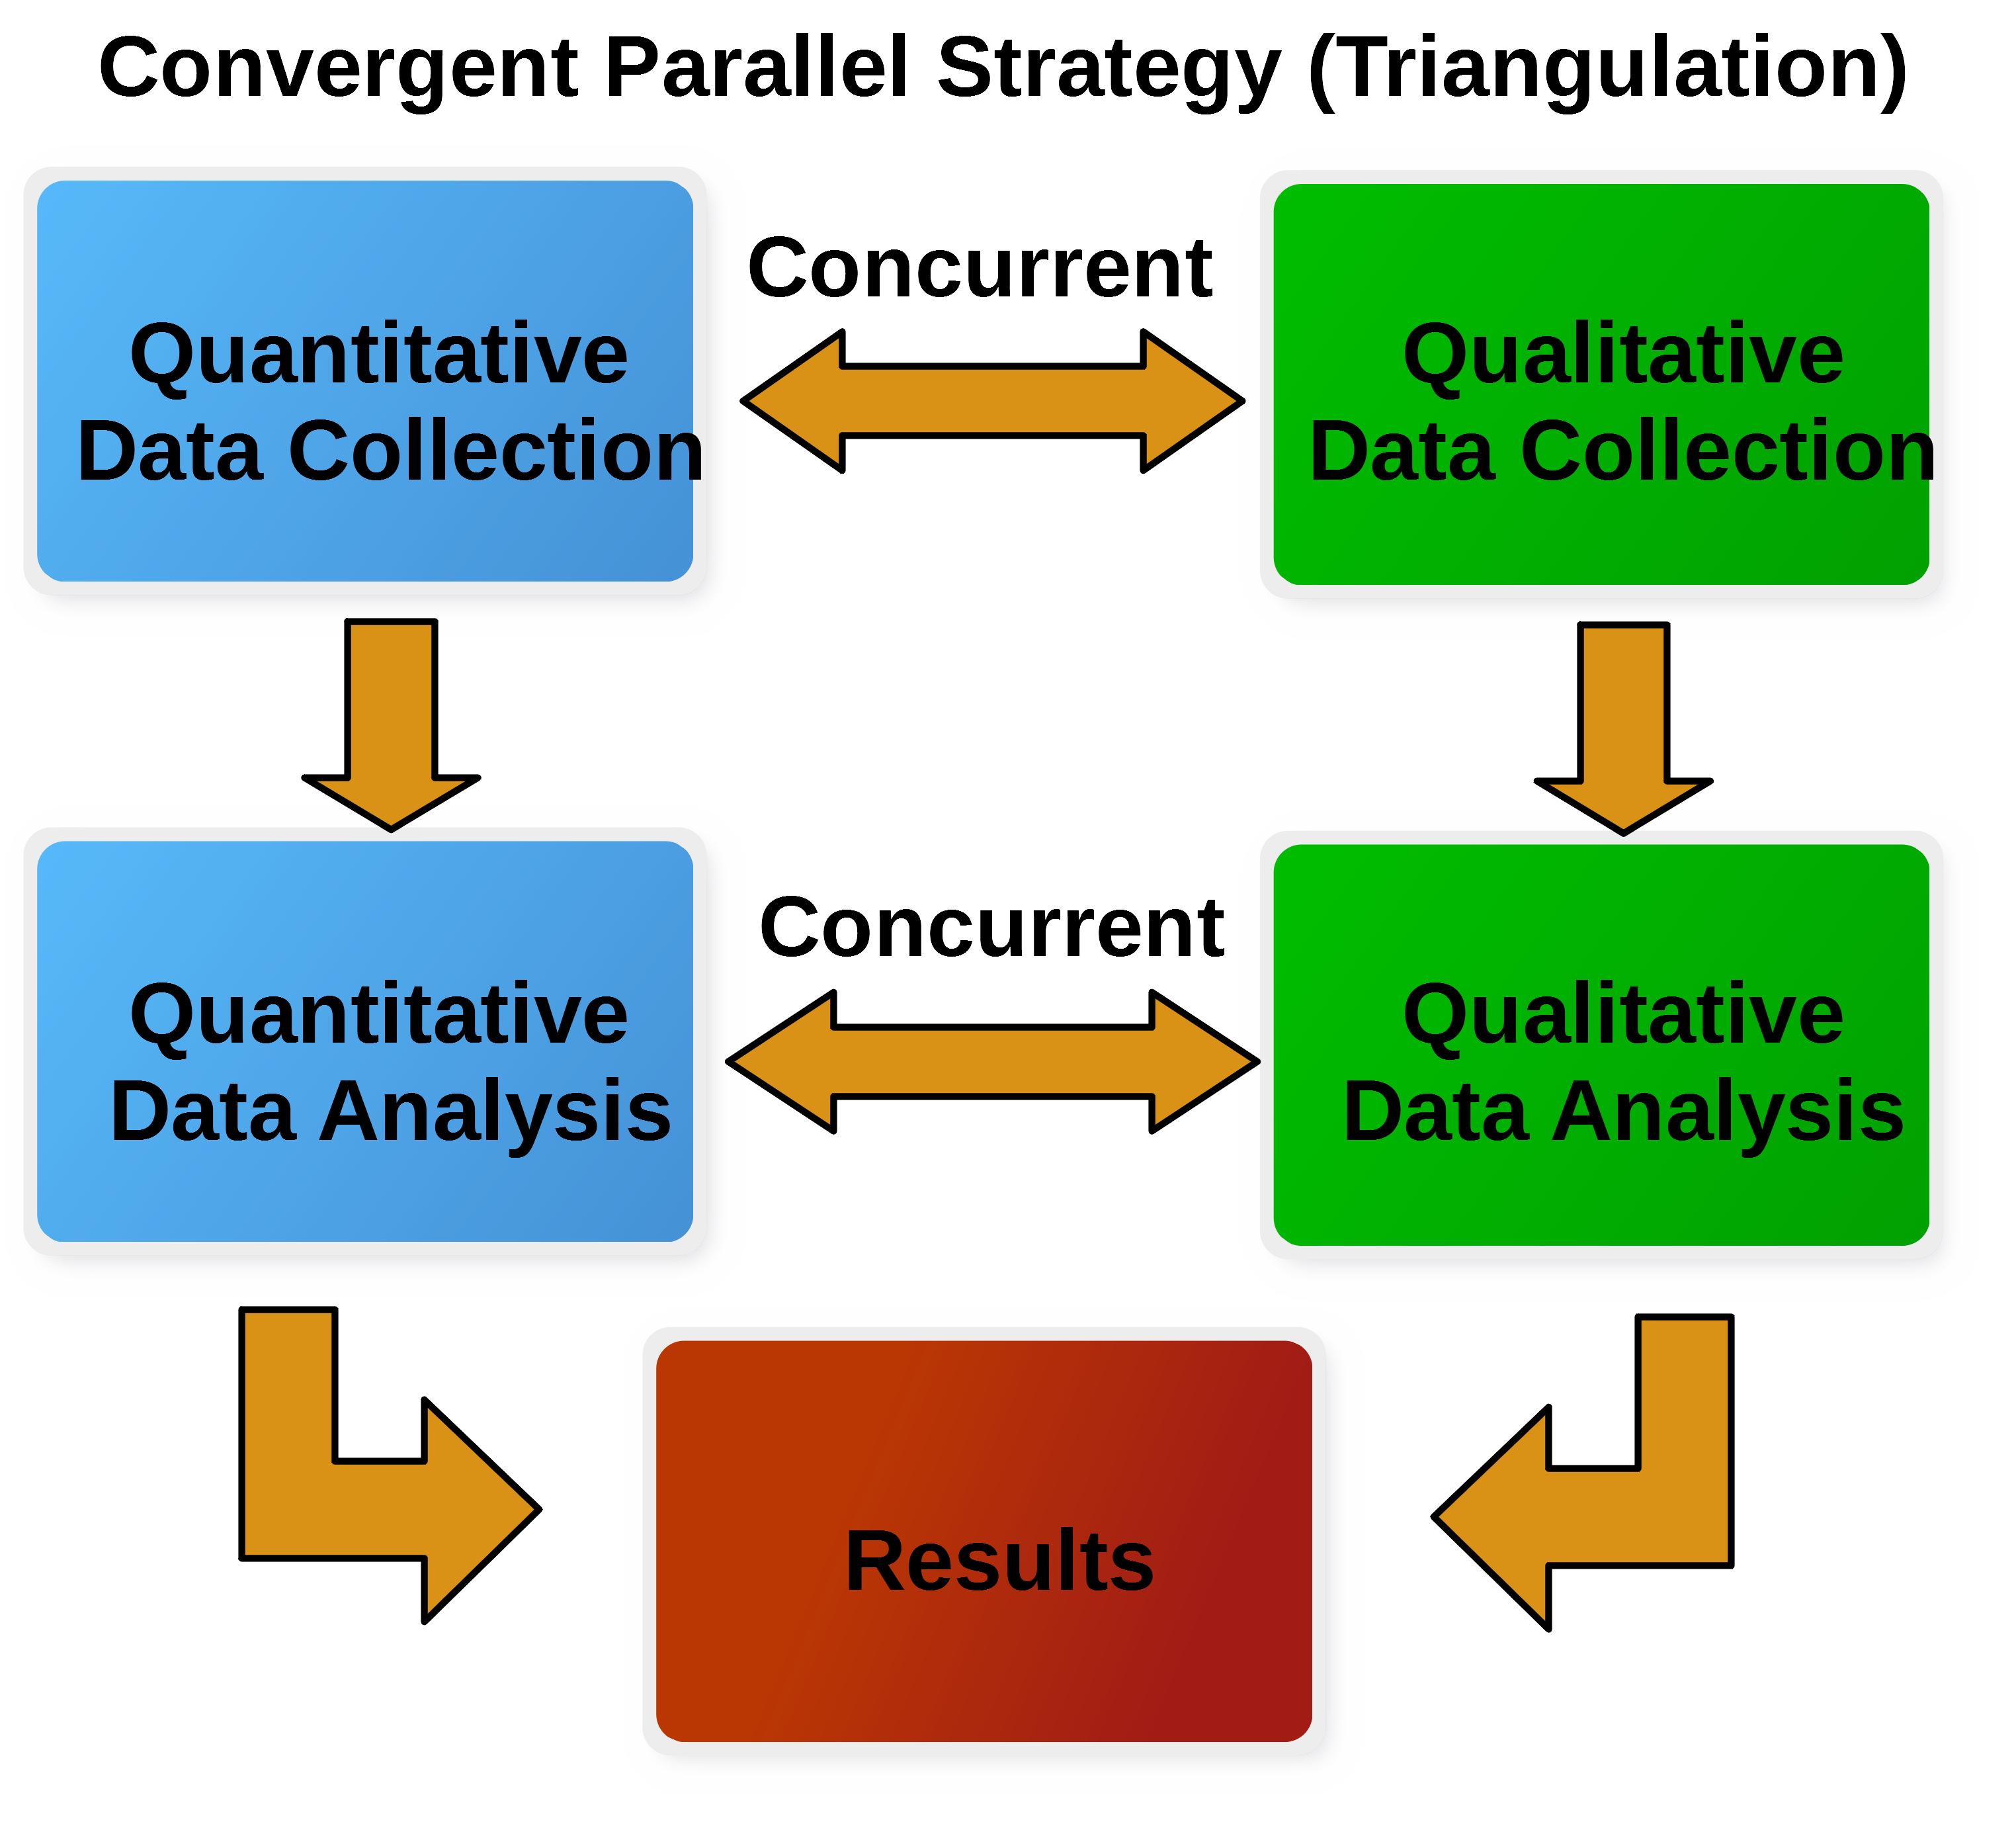 Convergent Parallel Strategy (Triangulation)
Concurrent
Quantitative
Data Collection
Qualitative
Data Collection
Concurrent
Quantitative
Data Analysis
Qualitative
Data Analysis
Results